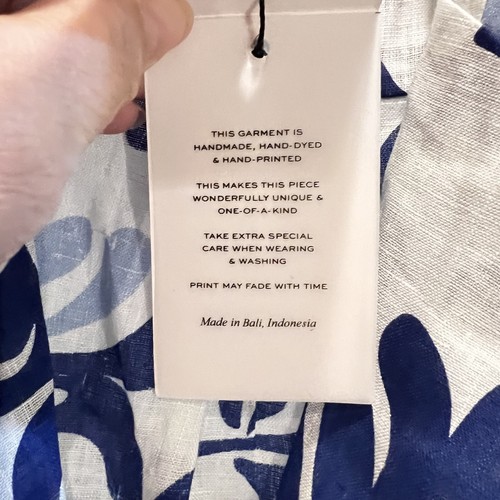 THIS GARMENT IS
HANDMADE, HAND-DYED
& HAND-PRINTED
THIS MAKES THIS PIECE
WONDERFULLY UNIQUE &
ONE-OF-A-KIND
TAKE EXTRA SPECIAL
CARE WHEN WEARING
& WASHING
PRINT MAY FADE WITH TIME
Made in Bali, Indonesia